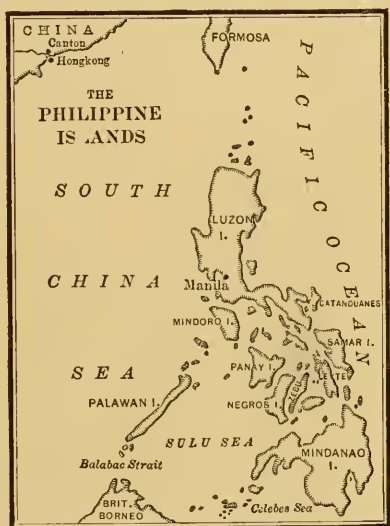 CHINA
Canton
Hongkong
FORMOSA
THE
PHILIPPINE
IS .ANDS
PACIFIC OCEAN
SOUTH
CHINA
SEA
LUZON
I.
Manila
CATANDUANES
MINDORO I.
SAMAR I.
PANAY I.
LEYTE
ZEBU
NEGROS I.
PALAWAN I.
SULU SEA
MINDANAO
I.
Balabac Strait
Celebes Sea
BRIT.
BORNEO